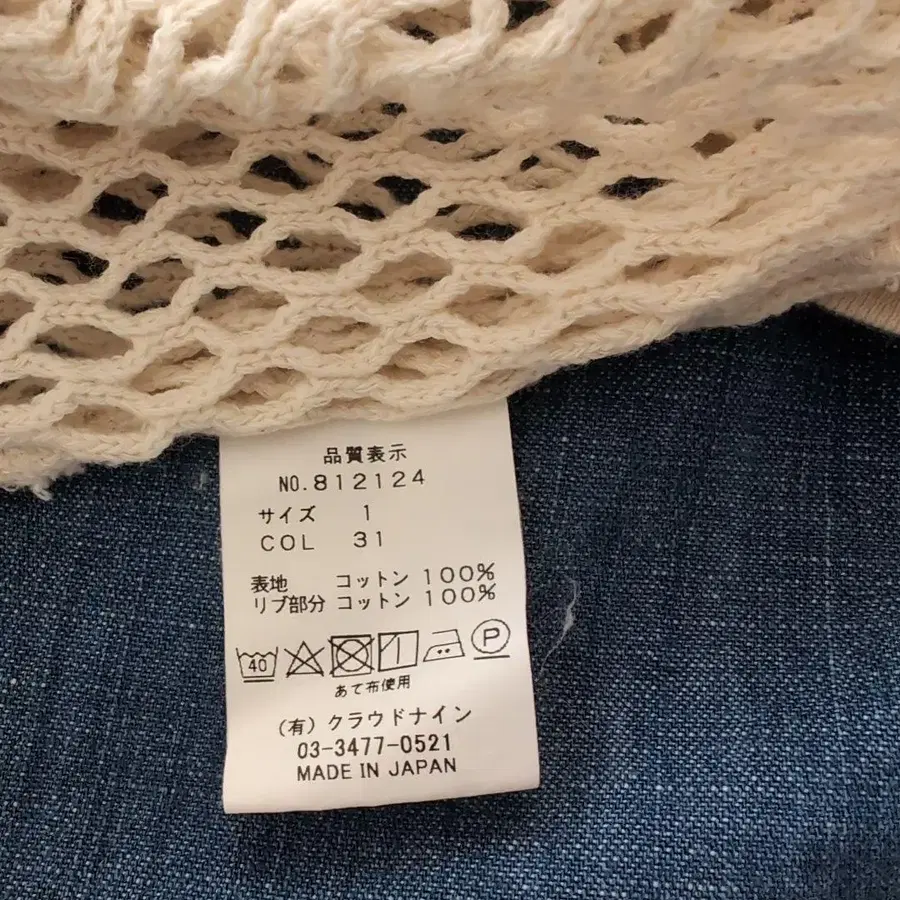 品質表示
NO.812124
サイズ 1
COL 31
表地 コットン 100%
リブ部分 コットン 100%
40 P
あて布使用
(有)クラウドナイン
03-3477-0521
MADE IN JAPAN